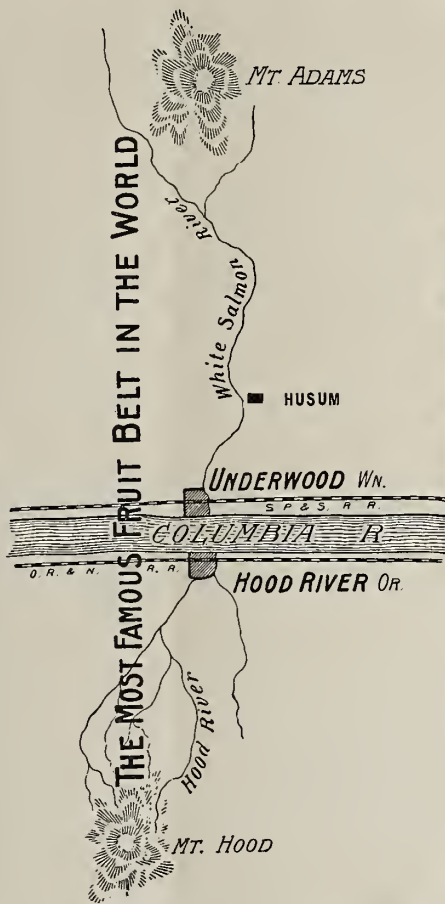 MT. ADAMS
THE MOST FAMOUS FRUIT BELT IN THE WORLD
White Salmon River
HUSUM
UNDERWOOD WN.
S P & S. R R.
COLUMBIA R.
O. R. & N. R. R.
HOOD RIVER OR.
Hood River
MT. HOOD